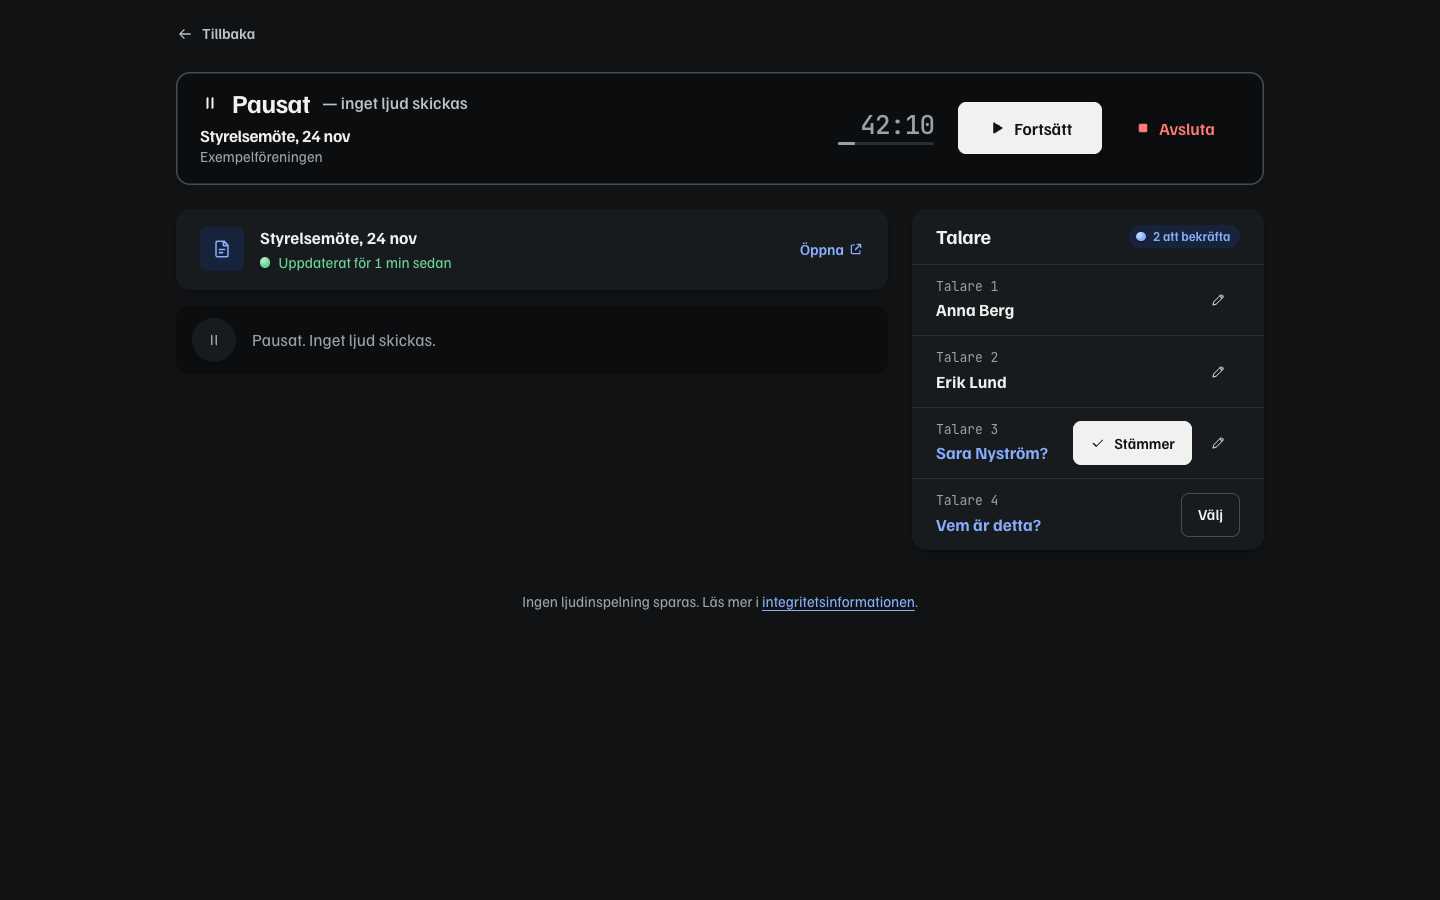 Tillbaka
Pausat — inget ljud skickas
Styrelsemöte, 24 nov
Exempelföreningen
42:10
Fortsätt
Avsluta
Styrelsemöte, 24 nov
Uppdaterat för 1 min sedan
Öppna
Pausat. Inget ljud skickas.
Talare
2 att bekräfta
Talare 1
Anna Berg
Talare 2
Erik Lund
Talare 3
Sara Nyström?
Stämmer
Talare 4
Vem är detta?
Välj
Ingen ljudinspelning sparas. Läs mer i integritetsinformationen.